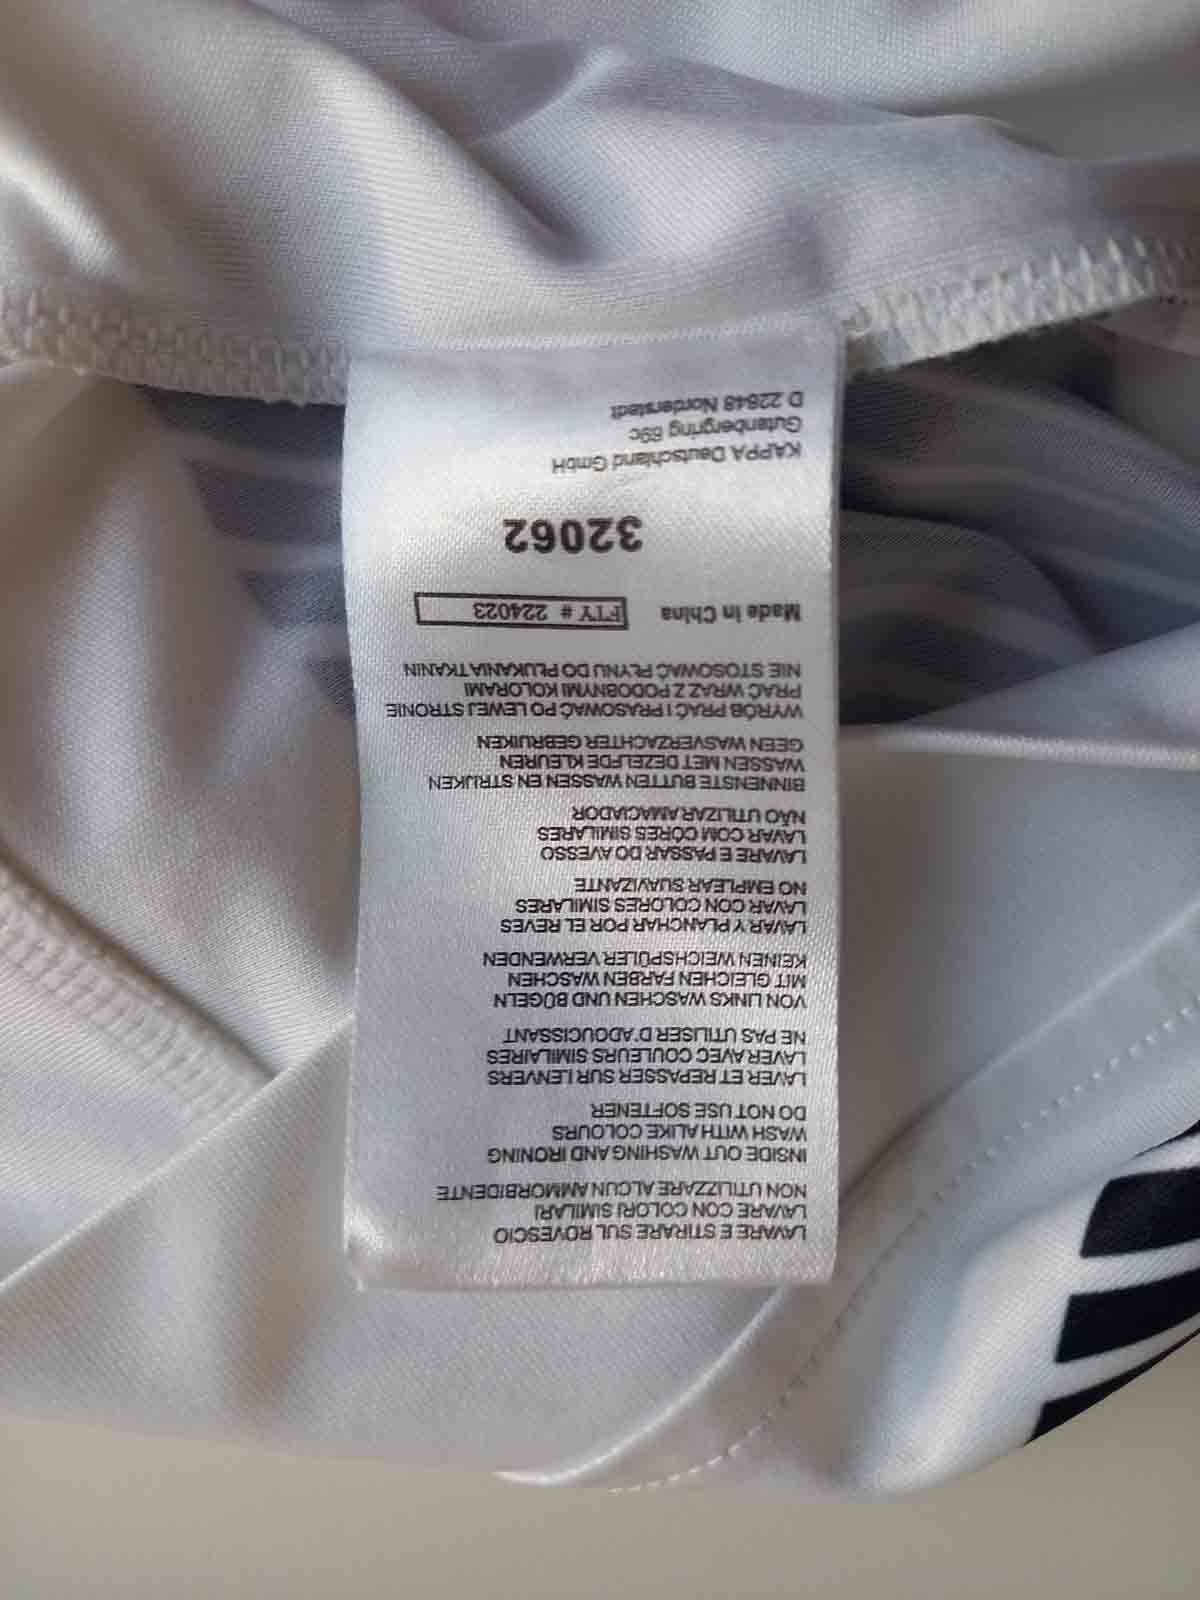 LAVARE E STIRARE SUL ROVESCIO
LAVARE CON COLORI SIMILARI
NON UTILIZZARE ALCUN AMMORBIDENTE
INSIDE OUT WASHING AND IRONING
WASH WITH ALIKE COLOURS
DO NOT USE SOFTENER
LAVER ET REPASSER SUR L'ENVERS
LAVER AVEC COULEURS SIMILAIRES
NE PAS UTILISER D'ADOUCISSANT
VON LINKS WASCHEN UND BÜGELN
MIT GLEICHEN FARBEN WASCHEN
KEINEN WEICHSPÜLER VERWENDEN
LAVAR Y PLANCHAR POR EL REVES
LAVAR CON COLORES SIMILARES
NO EMPLEAR SUAVIZANTE
LAVAR E PASSAR DO AVESSO
LAVAR COM CÔRES SIMILARES
NÃO UTILIZAR AMACIADOR
BINNENSTE BUTTEN WASSEN EN STRIJKEN
WASSEN MET DEZELFDE KLEUREN
GEEN WASVERZACHTER GEBRUIKEN
WYRÓB PRAĆ I PRASOWAĆ PO LEWEJ STRONIE
PRAĆ WRAZ Z PODOBNYMI KOLORAMI
NIE STOSOWAĆ PŁYNU DO PŁUKANIA TKANIN
Made in China FTY # 224023
32062
KAPPA Deutschland GmbH
Gutenbergring 69c
D 22848 Norderstedt